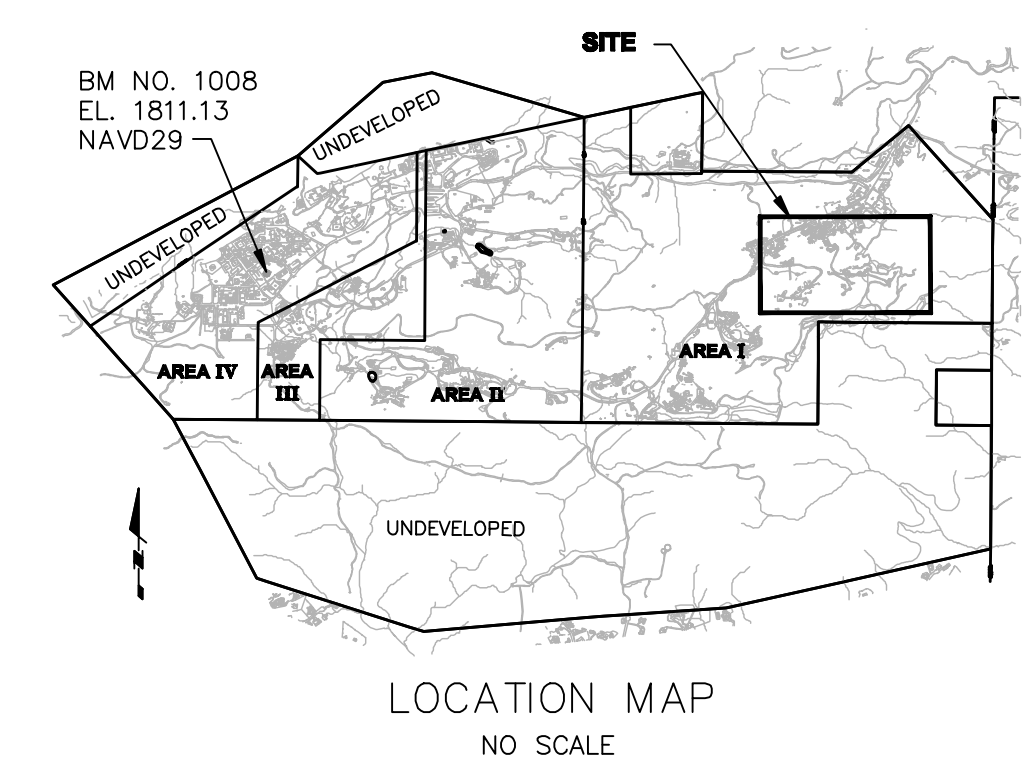 SITE
BM NO. 1008
EL. 1811.13
NAVD29
UNDEVELOPED
UNDEVELOPED
AREA I
AREA IV
AREA
III
AREA II
UNDEVELOPED
N
LOCATION MAP
NO SCALE